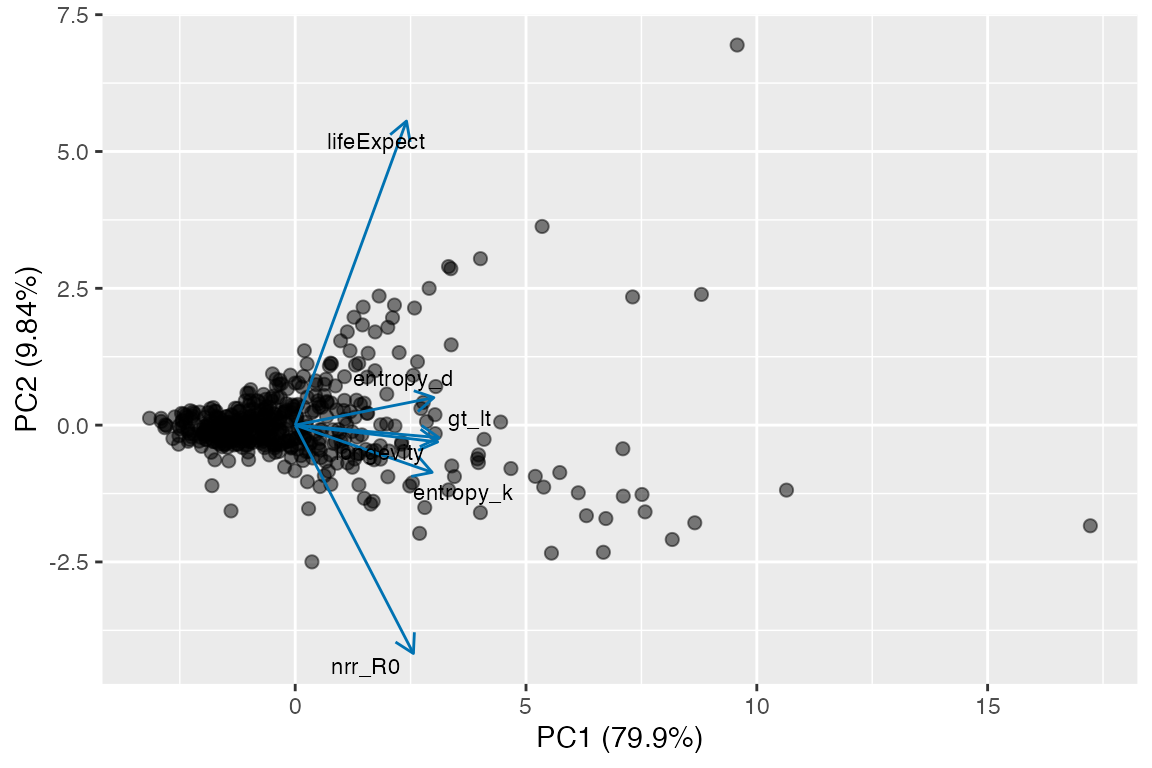 7.5
5.0
2.5
0.0
-2.5
PC2 (9.84%)
lifeExpect
entropy_d
gt_lt
longevity
entropy_k
nrr_R0
0 5 10 15
PC1 (79.9%)